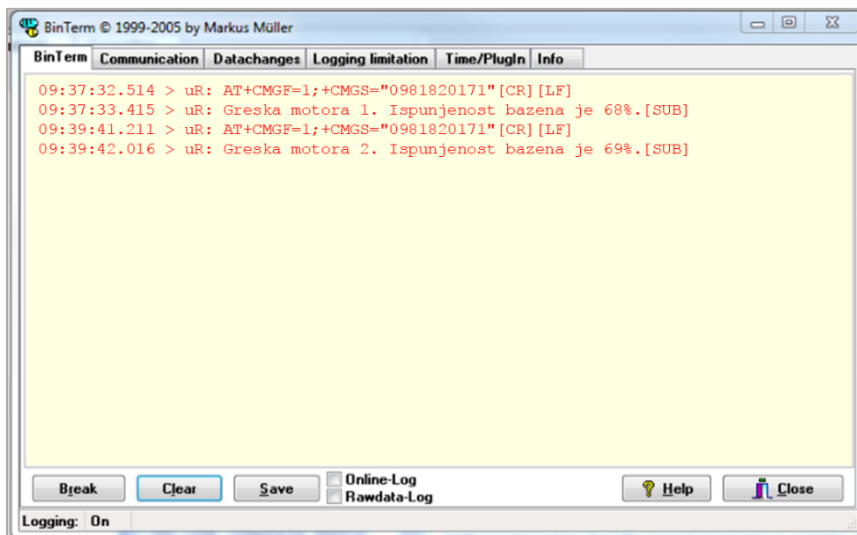 BinTerm © 1999-2005 by Markus Müller
BinTerm Communication Datachanges Logging limitation Time/PlugIn Info
09:37:32.514 > uR: AT+CMGF=1;+CMGS="0981820171"[CR][LF]
09:37:33.415 > uR: Greska motora 1. Ispunjenost bazena je 68%.[SUB]
09:39:41.211 > uR: AT+CMGF=1;+CMGS="0981820171"[CR][LF]
09:39:42.016 > uR: Greska motora 2. Ispunjenost bazena je 69%.[SUB]
Break Clear Save Online-Log Help Close
Rawdata-Log
Logging: On